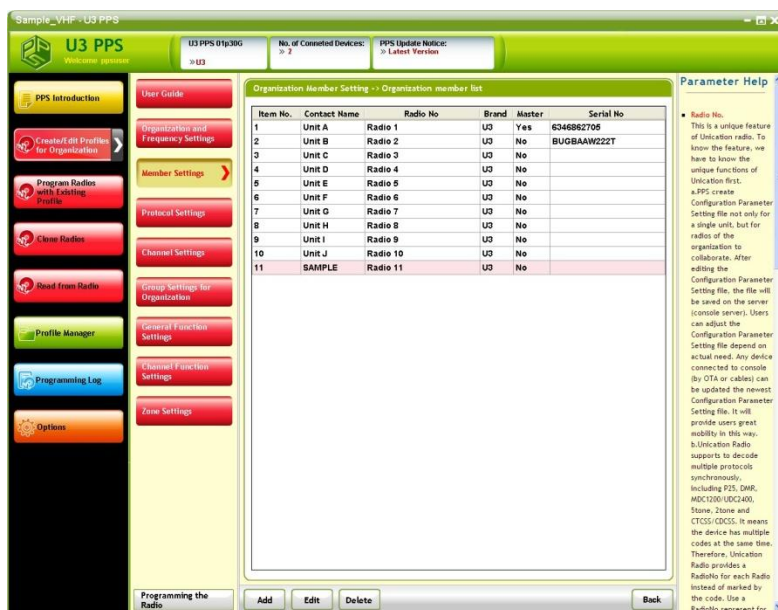 Sample_VHF - U3 PPS
U3 PPS
Welcome ppsuser
U3 PPS 01p30G
» U3
No. of Conneted Devices:
» 2
PPS Update Notice:
» Latest Version
PPS Introduction
Create/Edit Profiles
for Organization
Program Radios
with Existing
Profile
Clone Radios
Read from Radio
Profile Manager
Programming Log
Options
User Guide
Organization and
Frequency Settings
Member Settings
Protocol Settings
Channel Settings
Group Settings for
Organization
General Function
Settings
Channel Function
Settings
Zone Settings
Programming the
Radio
Organization Member Setting -> Organization member list
Item No. Contact Name Radio No Brand Master Serial No
1 Unit A Radio 1 U3 Yes 6346862705
2 Unit B Radio 2 U3 No BUGBAAW222T
3 Unit C Radio 3 U3 No
4 Unit D Radio 4 U3 No
5 Unit E Radio 5 U3 No
6 Unit F Radio 6 U3 No
7 Unit G Radio 7 U3 No
8 Unit H Radio 8 U3 No
9 Unit I Radio 9 U3 No
10 Unit J Radio 10 U3 No
11 SAMPLE Radio 11 U3 No
Add Edit Delete Back
Parameter Help
Radio No.
This is a unique feature
of Unication radio. To
know the feature, we
have to know the
unique functions of
Unication first.
a.PPS create
Configuration Parameter
Setting file not only for
a single unit, but for
radios of the
organization to
collaborate. After
editing the
Configuration Parameter
Setting file, the file will
be saved on the server
(console server). Users
can adjust the
Configuration Parameter
Setting file depend on
actual need. Any device
connected to console
(by OTA or cables) can
be updated the newest
Configuration Parameter
Setting file. It will
provide users great
mobility in this way.
b.Unication Radio
supports to decode
multiple protocols
synchronously,
including P25, DMR,
MDC1200/UDC2400,
5tone, 2tone and
CTCSS/CDCSS. It means
the device has multiple
codes at the same time.
Therefore, Unication
Radio provides a
RadioNo for each Radio
instead of marked by
the code. Use a
RadioNo represent for